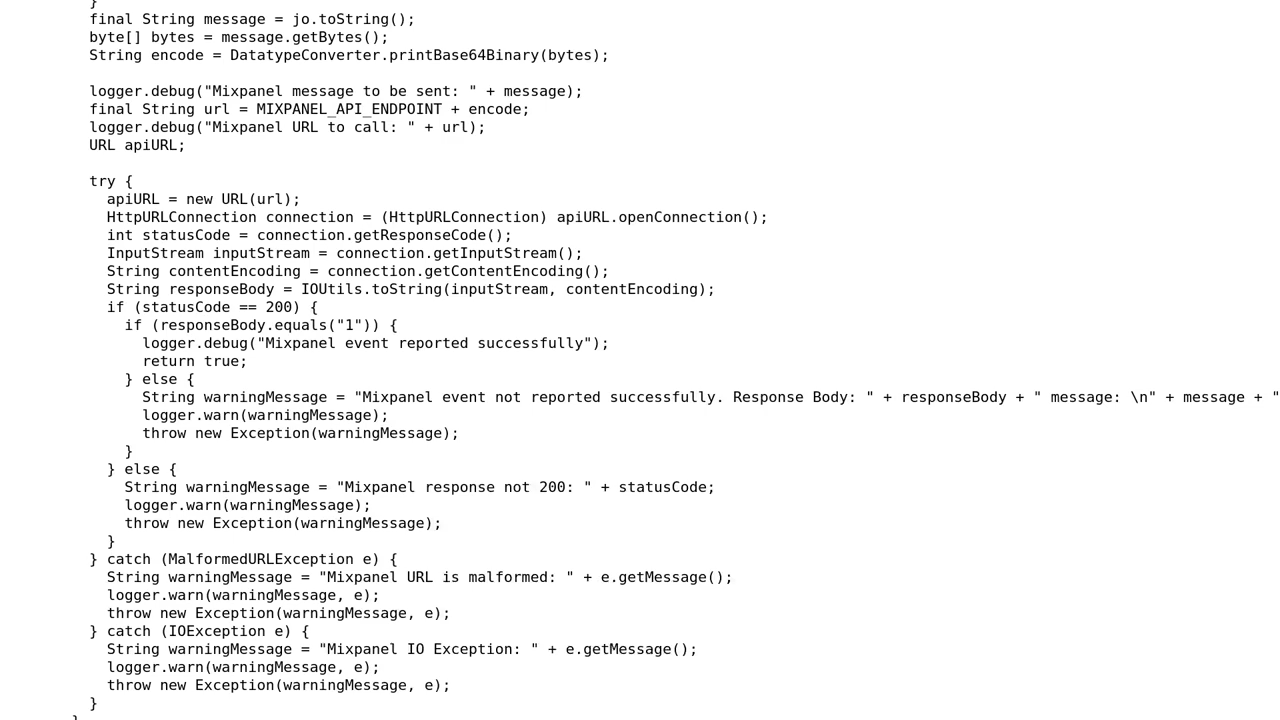 }
final String message = jo.toString();
byte[] bytes = message.getBytes();
String encode = DatatypeConverter.printBase64Binary(bytes);

logger.debug("Mixpanel message to be sent: " + message);
final String url = MIXPANEL_API_ENDPOINT + encode;
logger.debug("Mixpanel URL to call: " + url);
URL apiURL;

try {
  apiURL = new URL(url);
  HttpURLConnection connection = (HttpURLConnection) apiURL.openConnection();
  int statusCode = connection.getResponseCode();
  InputStream inputStream = connection.getInputStream();
  String contentEncoding = connection.getContentEncoding();
  String responseBody = IOUtils.toString(inputStream, contentEncoding);
  if (statusCode == 200) {
    if (responseBody.equals("1")) {
      logger.debug("Mixpanel event reported successfully");
      return true;
    } else {
      String warningMessage = "Mixpanel event not reported successfully. Response Body: " + responseBody + " message: \n" + message + "
      logger.warn(warningMessage);
      throw new Exception(warningMessage);
    }
  } else {
    String warningMessage = "Mixpanel response not 200: " + statusCode;
    logger.warn(warningMessage);
    throw new Exception(warningMessage);
  }
} catch (MalformedURLException e) {
  String warningMessage = "Mixpanel URL is malformed: " + e.getMessage();
  logger.warn(warningMessage, e);
  throw new Exception(warningMessage, e);
} catch (IOException e) {
  String warningMessage = "Mixpanel IO Exception: " + e.getMessage();
  logger.warn(warningMessage, e);
  throw new Exception(warningMessage, e);
}
}